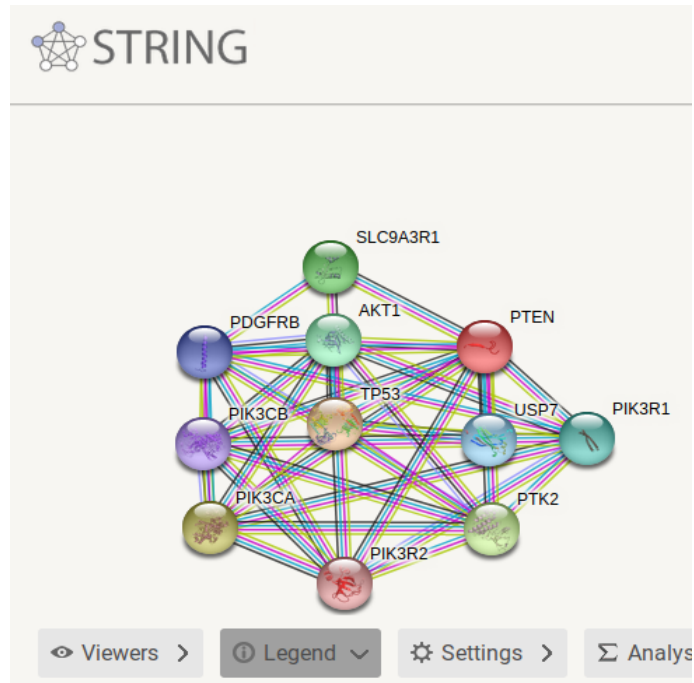 STRING
SLC9A3R1
AKT1
PTEN
PDGFRB
TP53
PIK3CB
USP7
PIK3R1
PIK3CA
PTK2
PIK3R2
Viewers
Legend
Settings
Σ Analys